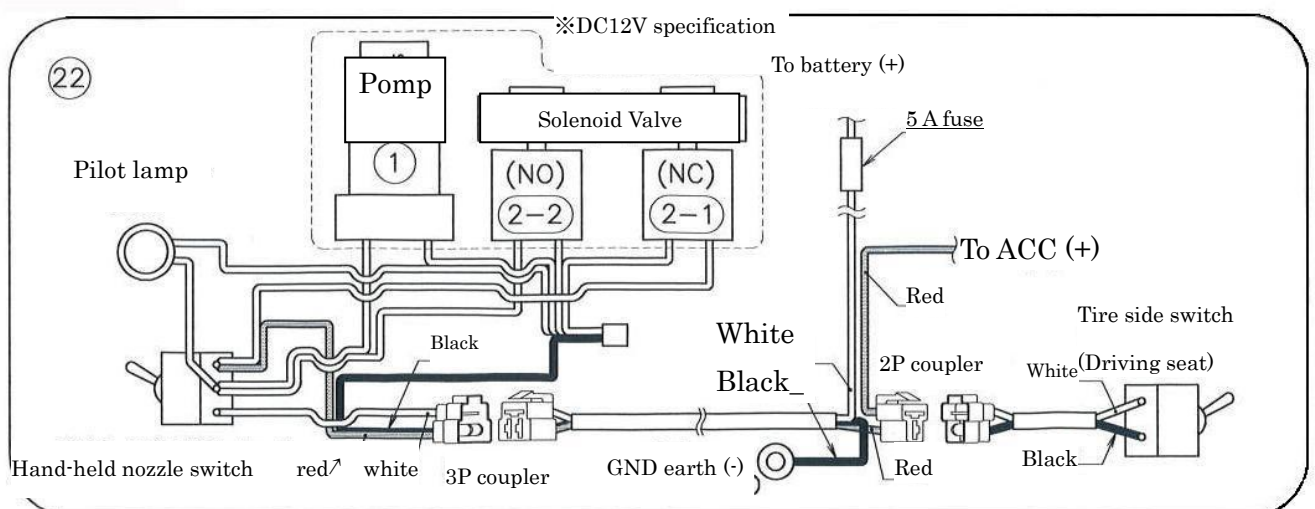 ※DC12V specification
22
Pomp
To battery (+)
Solenoid Valve
5 A fuse
Pilot lamp
1
(NO)
(NC)
2-2
2-1
To ACC (+)
Red
Tire side switch
Black
White
2P coupler
White
(Driving seat)
Black_
Hand-held nozzle switch
red↗
white
3P coupler
GND earth (-)
Red
Black